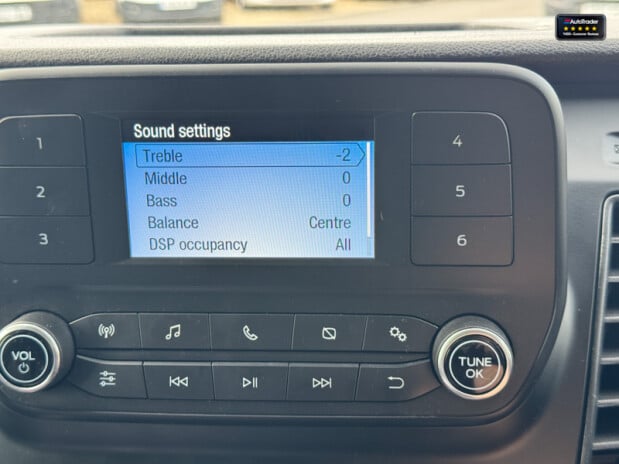 AutoTrader
Sound settings
Treble -2
Middle 0
Bass 0
Balance Centre
DSP occupancy All
1
2
3
4
5
6
VOL
TUNE
OK